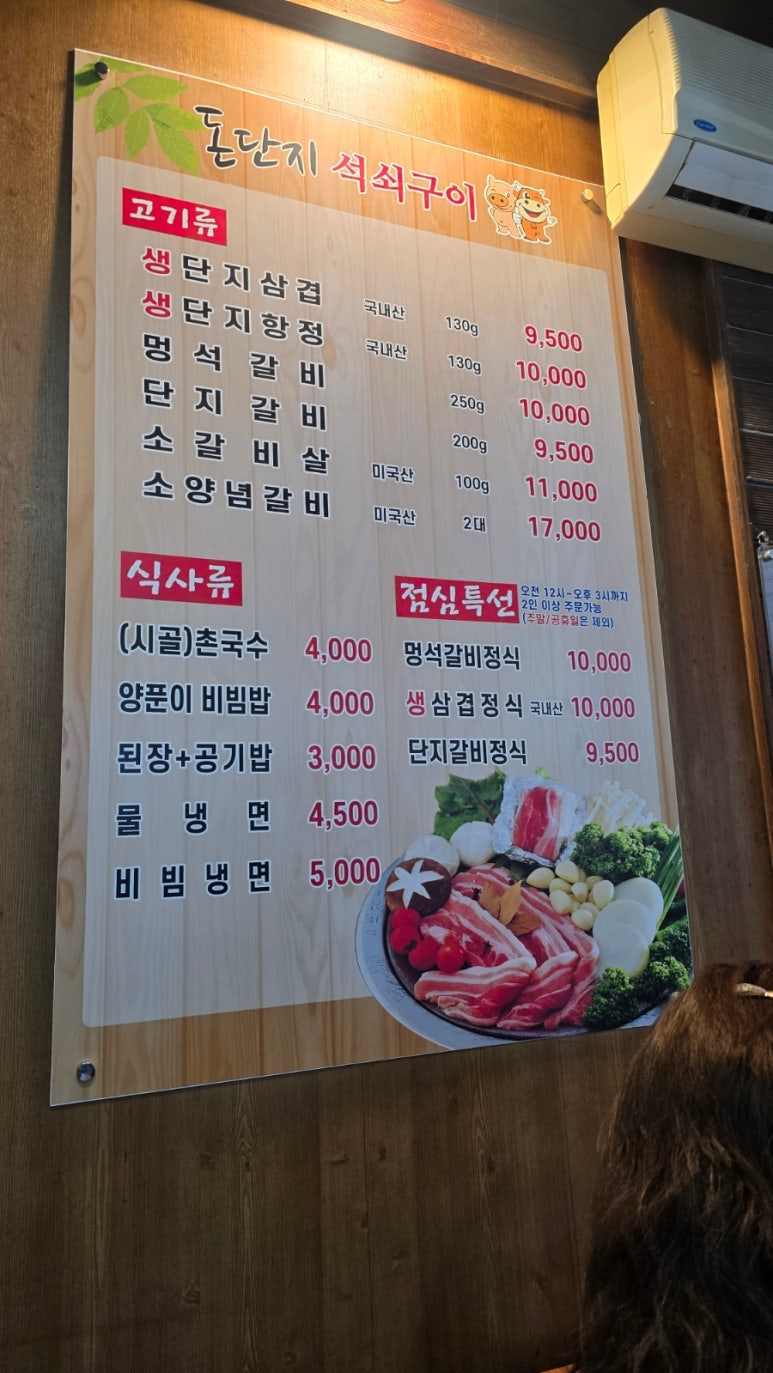 돈단지 석쇠구이
고기류
생단지삼겹 국내산 130g 9,500
생단지항정 국내산 130g 10,000
멍석갈비 250g 10,000
단지갈비 200g 9,500
소갈비살 미국산 100g 11,000
소양념갈비 미국산 2대 17,000
식사류
(시골)촌국수 4,000
양푼이 비빔밥 4,000
된장+공기밥 3,000
물냉면 4,500
비빔냉면 5,000
점심특선
오전 12시~오후 3시까지
2인 이상 주문가능
(주말/공휴일은 제외)
멍석갈비정식 10,000
생삼겹정식 국내산 10,000
단지갈비정식 9,500
Carrier